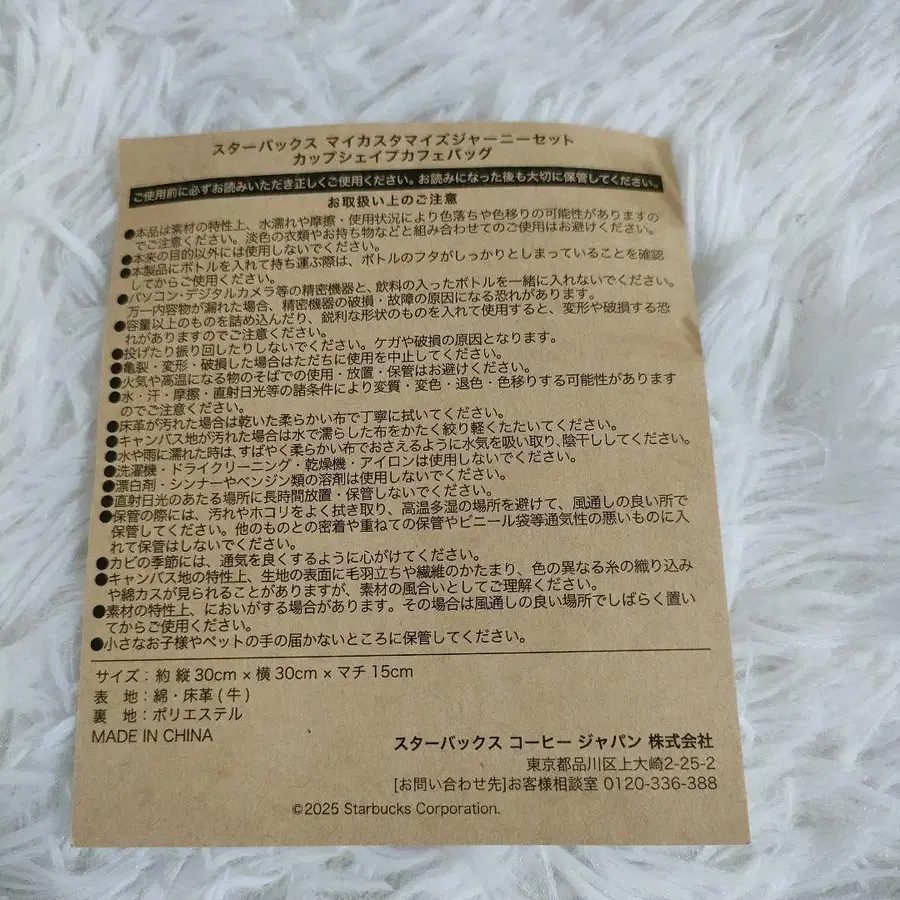 スターバックス マイカスタマイズジャーニーセット
カップシェイプカフェバッグ
ご使用前に必ずお読みいただき正しくご使用ください。お読みになった後も大切に保管してください。
お取扱い上のご注意
●本品は素材の特性上、水濡れや摩擦・使用状況により色落ちや色移りの可能性がありますの
でご注意ください。淡色の衣類やお持ち物などと組み合わせてのご使用はお避けください。
●本来の目的以外には使用しないでください。
●本製品にボトルを入れて持ち運ぶ際は、ボトルのフタがしっかりとしまっていることを確認
してからご使用ください。
●パソコン・デジタルカメラ等の精密機器と、飲料の入ったボトルを一緒に入れないでください。
万一内容物が漏れた場合、精密機器の破損・故障の原因になる恐れがあります。
●容量以上のものを詰め込んだり、鋭利な形状のものを入れて使用すると、変形や破損する恐
れがありますのでご注意ください。
●投げたり振り回したりしないでください。ケガや破損の原因となります。
●亀裂・変形・破損した場合はただちに使用を中止してください。
●火気や高温になる物のそばでの使用・放置・保管はお避けください。
●水・汗・摩擦・直射日光等の諸条件により変質・変色・退色・色移りする可能性があります
のでご注意ください。
●床革が汚れた場合は乾いた柔らかい布で丁寧に拭いてください。
●キャンバス地が汚れた場合は水で濡らした布をかたく絞り軽くたたいてください。
●水や雨に濡れた時は、すばやく柔らかい布でおさえるように水気を吸い取り、陰干ししてください。
●洗濯機・ドライクリーニング・乾燥機・アイロンは使用しないでください。
●漂白剤・シンナーやベンジン類の溶剤は使用しないでください。
●直射日光のあたる場所に長時間放置・保管しないでください。
●保管の際には、汚れやホコリをよく拭き取り、高温多湿の場所を避けて、風通しの良い所で
保管してください。他のものとの密着や重ねての保管やビニール袋等通気性の悪いものに入
れて保管はしないでください。
●カビの季節には、通気を良くするように心がけてください。
●キャンバス地の特性上、生地の表面に毛羽立ちや繊維のかたまり、色の異なる糸の織り込み
や綿カスが見られることがありますが、素材の風合いとしてご理解ください。
●素材の特性上、においがする場合があります。その場合は風通しの良い場所でしばらく置い
てからご使用ください。
●小さなお子様やペットの手の届かないところに保管してください。
サイズ：約 縦30cm × 横30cm × マチ15cm
表　地：綿・床革(牛)
裏　地：ポリエステル
MADE IN CHINA
スターバックス コーヒー ジャパン 株式会社
東京都品川区上大崎2-25-2
[お問い合わせ先]お客様相談室 0120-336-388
©2025 Starbucks Corporation.